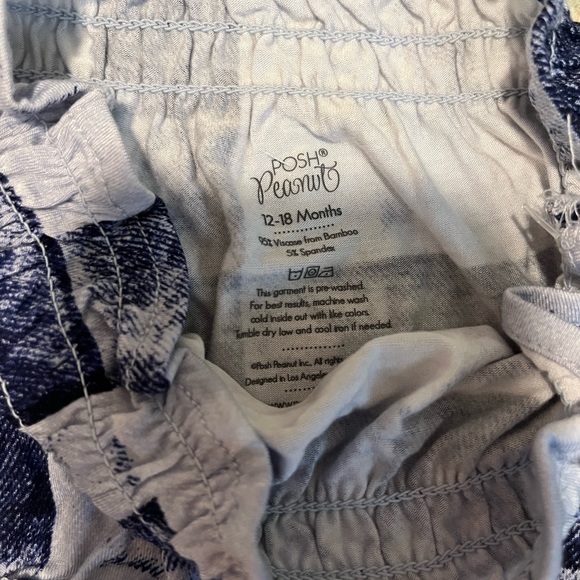 POSH®
Peanut
12-18 Months
95% Viscose from Bamboo
5% Spandex
This garment is pre-washed.
For best results, machine wash
cold inside out with like colors.
Tumble dry low and cool iron if needed.
©Posh Peanut Inc. All rights
Designed in Los Angeles